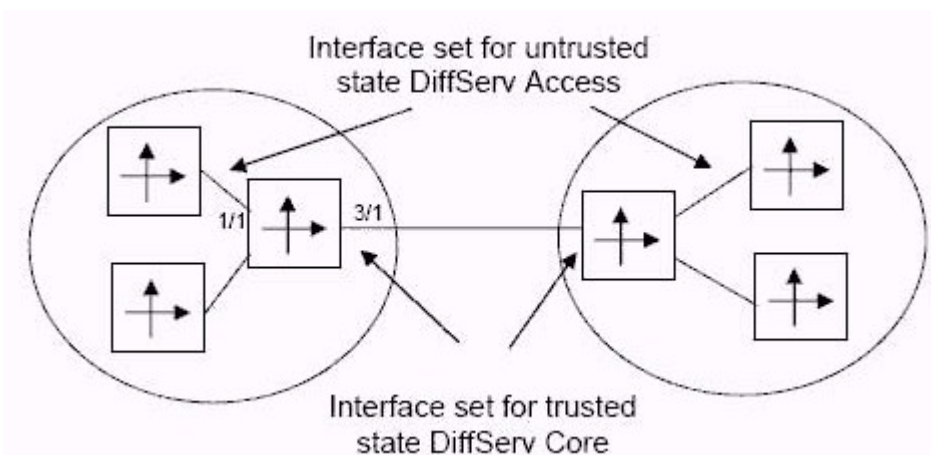 Interface set for untrusted
state DiffServ Access
1/1
3/1
Interface set for trusted
state DiffServ Core